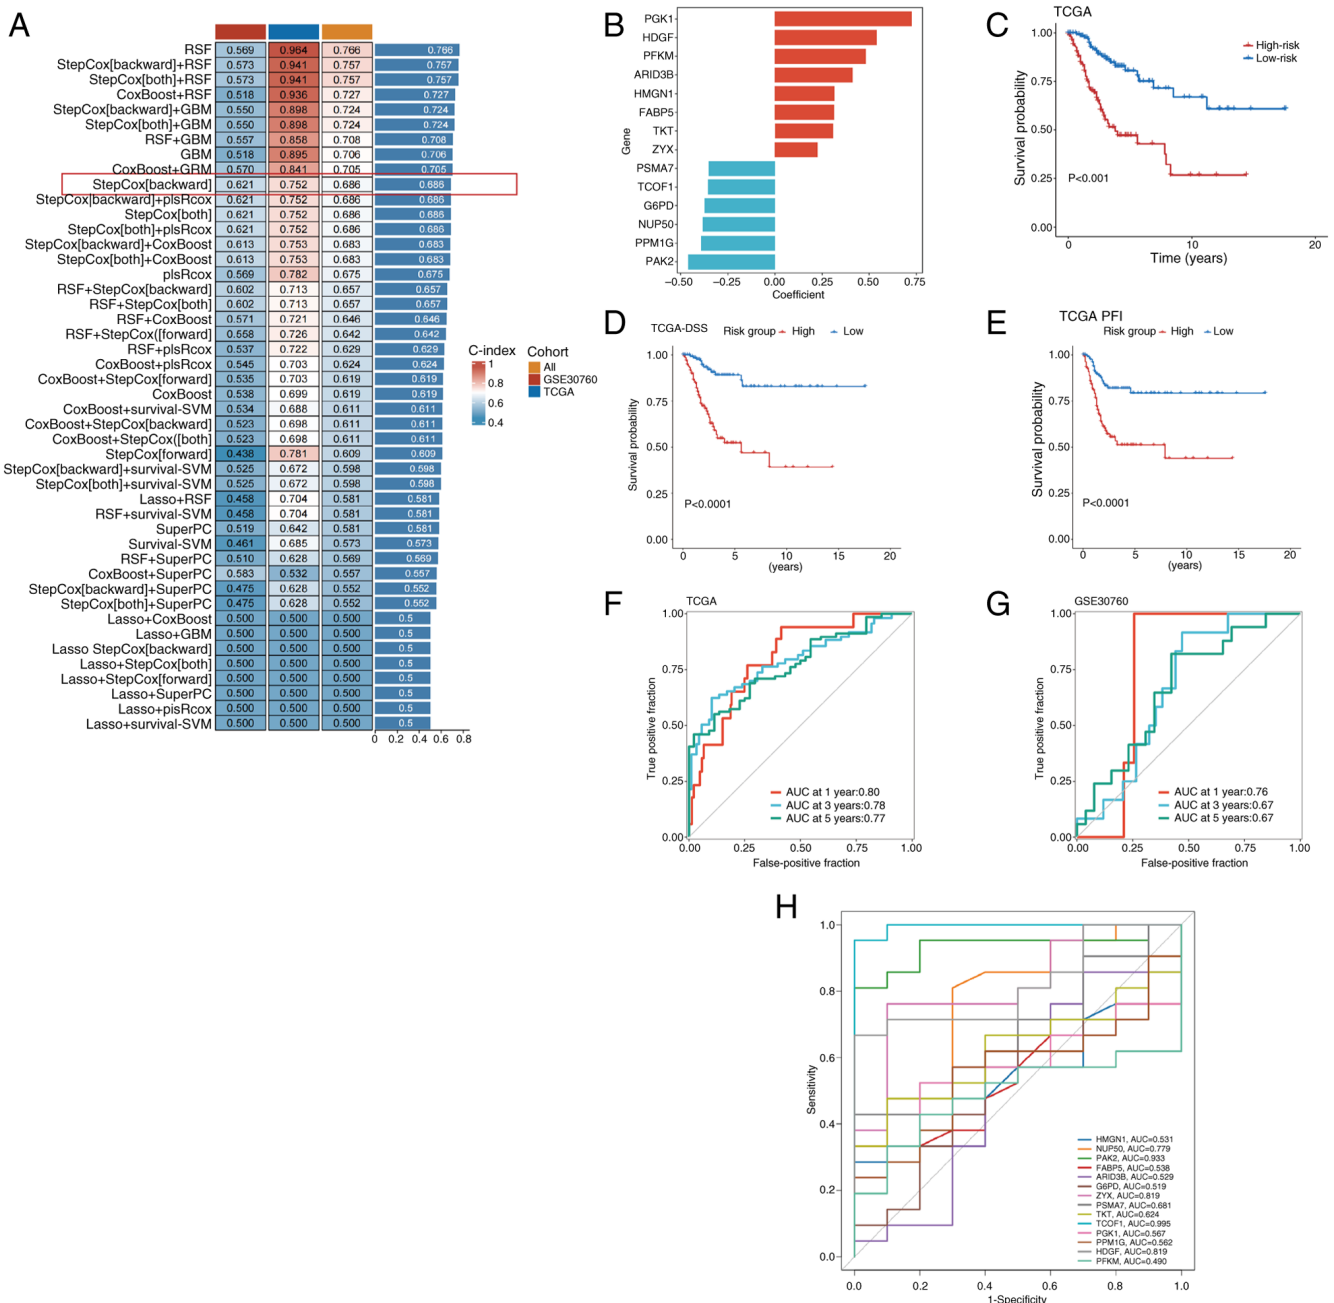 A
RSF 0.569 0.964 0.766 0.766
StepCox[backward]+RSF 0.573 0.941 0.757 0.757
StepCox[both]+RSF 0.573 0.941 0.757 0.757
CoxBoost+RSF 0.518 0.936 0.727 0.727
StepCox[backward]+GBM 0.550 0.898 0.724 0.724
StepCox[both]+GBM 0.550 0.898 0.724 0.724
RSF+GBM 0.557 0.858 0.708 0.708
GBM 0.518 0.895 0.706 0.706
CoxBoost+GRM 0.570 0.841 0.705 0.705
StepCox[backward] 0.621 0.752 0.686 0.686
StepCox[backward]+plsRcox 0.621 0.752 0.686 0.686
StepCox[both] 0.621 0.752 0.686 0.686
StepCox[both]+plsRcox 0.621 0.752 0.686 0.686
StepCox[backward]+CoxBoost 0.613 0.753 0.683 0.683
StepCox[both]+CoxBoost 0.613 0.753 0.683 0.683
plsRcox 0.569 0.782 0.675 0.675
RSF+StepCox[backward] 0.602 0.713 0.657 0.657
RSF+StepCox[both] 0.602 0.713 0.657 0.657
RSF+CoxBoost 0.571 0.721 0.646 0.646
RSF+StepCox([forward] 0.558 0.726 0.642 0.642
RSF+plsRcox 0.537 0.722 0.629 0.629
CoxBoost+plsRcox 0.545 0.703 0.624 0.624
CoxBoost+StepCox[forward] 0.535 0.703 0.619 0.619
CoxBoost 0.538 0.699 0.619 0.619
CoxBoost+survival-SVM 0.534 0.688 0.611 0.611
CoxBoost+StepCox[backward] 0.523 0.698 0.611 0.611
CoxBoost+StepCox([both] 0.523 0.698 0.611 0.611
StepCox[forward] 0.438 0.781 0.609 0.609
StepCox[backward]+survival-SVM 0.525 0.672 0.598 0.598
StepCox[both]+survival-SVM 0.525 0.672 0.598 0.598
Lasso+RSF 0.458 0.704 0.581 0.581
RSF+survival-SVM 0.458 0.704 0.581 0.581
SuperPC 0.519 0.642 0.581 0.581
Survival-SVM 0.461 0.685 0.573 0.573
RSF+SuperPC 0.510 0.628 0.569 0.569
CoxBoost+SuperPC 0.583 0.532 0.557 0.557
StepCox[backward]+SuperPC 0.475 0.628 0.552 0.552
StepCox[both]+SuperPC 0.475 0.628 0.552 0.552
Lasso+CoxBoost 0.500 0.500 0.500 0.5
Lasso+GBM 0.500 0.500 0.500 0.5
Lasso StepCox[backward] 0.500 0.500 0.500 0.5
Lasso+StepCox[both] 0.500 0.500 0.500 0.5
Lasso+StepCox[forward] 0.500 0.500 0.500 0.5
Lasso+SuperPC 0.500 0.500 0.500 0.5
Lasso+pisRcox 0.500 0.500 0.500 0.5
Lasso+survival-SVM 0.500 0.500 0.500 0.5
0 0.2 0.4 0.6 0.8
C-index
1
0.8
0.6
0.4
Cohort
All
GSE30760
TCGA
B
Gene
PGK1
HDGF
PFKM
ARID3B
HMGN1
FABP5
TKT
ZYX
PSMA7
TCOF1
G6PD
NUP50
PPM1G
PAK2
−0.50 −0.25 0.00 0.25 0.50 0.75
Coefficient
C
TCGA
High-risk
Low-risk
Survival probability
1.00
0.75
0.50
0.25
0.00
P<0.001
0 10 20
Time (years)
D
TCGA-DSS Risk group High Low
Survival probability
1.00
0.75
0.50
0.25
0.00
P<0.0001
0 5 10 15 20
(years)
E
TCGA PFI
Risk group High Low
Survival probability
1.00
0.75
0.50
0.25
0.00
P<0.0001
0 5 10 15 20
(years)
F
TCGA
True positive fraction
1.00
0.75
0.50
0.25
0.00
AUC at 1 year:0.80
AUC at 3 years:0.78
AUC at 5 years:0.77
0.00 0.25 0.50 0.75 1.00
False-positive fraction
G
GSE30760
True positive fraction
1.00
0.75
0.50
0.25
0.00
AUC at 1 year:0.76
AUC at 3 years:0.67
AUC at 5 years:0.67
0.00 0.25 0.50 0.75 1.00
False-positive fraction
H
Sensitivity
1.0
0.8
0.6
0.4
0.2
0.0
HMGN1, AUC=0.531
NUP50, AUC=0.779
PAK2, AUC=0.933
FABP5, AUC=0.538
ARID3B, AUC=0.529
G6PD, AUC=0.519
ZYX, AUC=0.819
PSMA7, AUC=0.681
TKT, AUC=0.624
TCOF1, AUC=0.995
PGK1, AUC=0.567
PPM1G, AUC=0.562
HDGF, AUC=0.819
PFKM, AUC=0.490
0.0 0.2 0.4 0.6 0.8 1.0
1-Specificity